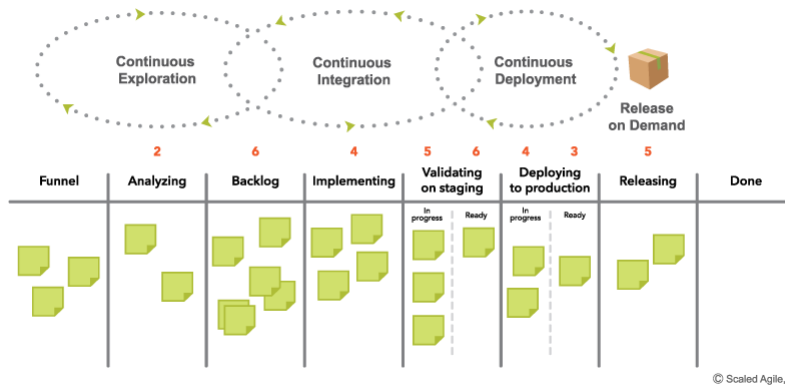 Continuous
Exploration
Continuous
Integration
Continuous
Deployment
Release
on Demand
2
6
4
5
6
4
3
5
Funnel
Analyzing
Backlog
Implementing
Validating
on staging
Deploying
to production
Releasing
Done
In
progress
Ready
In
progress
Ready
© Scaled Agile,